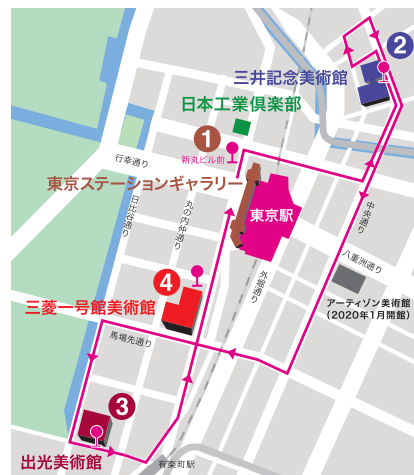 2
三井記念美術館
日本工業倶楽部
1
新丸ビル前
行幸通り
東京ステーションギャラリー
日比谷通り
丸の内仲通り
東京駅
中央通り
八重洲通り
外堀通り
4
三菱一号館美術館
アーティゾン美術館
(2020年1月開館)
馬場先通り
3
出光美術館
有楽町駅